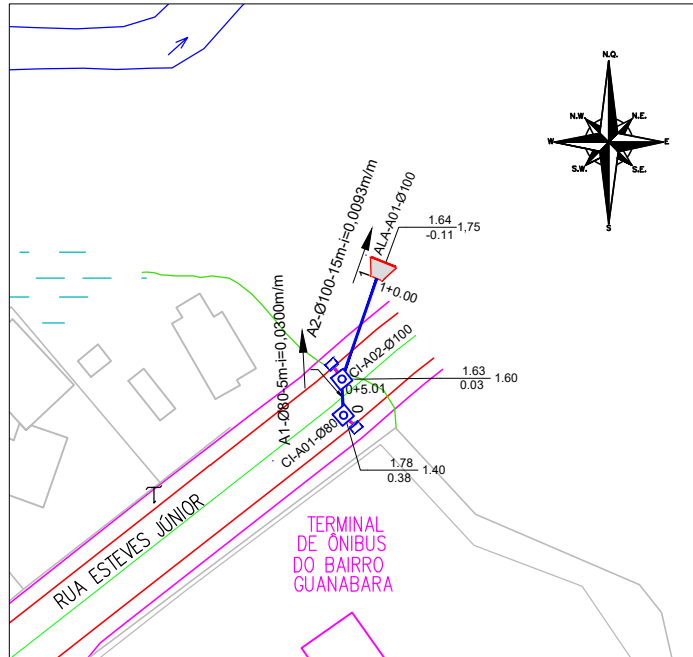 N.Q.
N.W.
N.E.
W
E
S.W.
S.E.
S
A2-Ø100-15m-i=0,0093m/m
ALA-A01-Ø100
1.64
-0.11
1,75
1
1+0.00
A1-Ø80-5m-i=0,0300m/m
CI-A02-Ø100
1.63
0.03
1.60
0+5.01
0
CI-A01-Ø80
1.78
0.38
1.40
RUA ESTEVES JÚNIOR
TERMINAL
DE ÔNIBUS
DO BAIRRO
GUANABARA